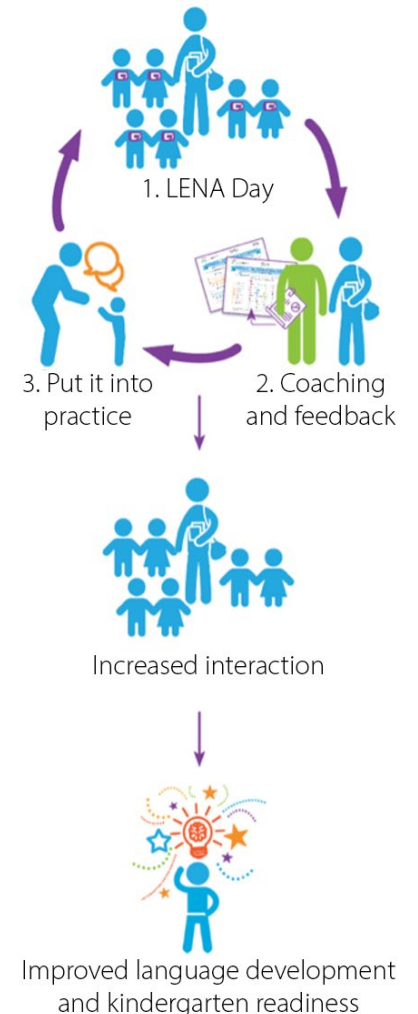 1. LENA Day
3. Put it into
practice
2. Coaching
and feedback
Increased interaction
Improved language development
and kindergarten readiness